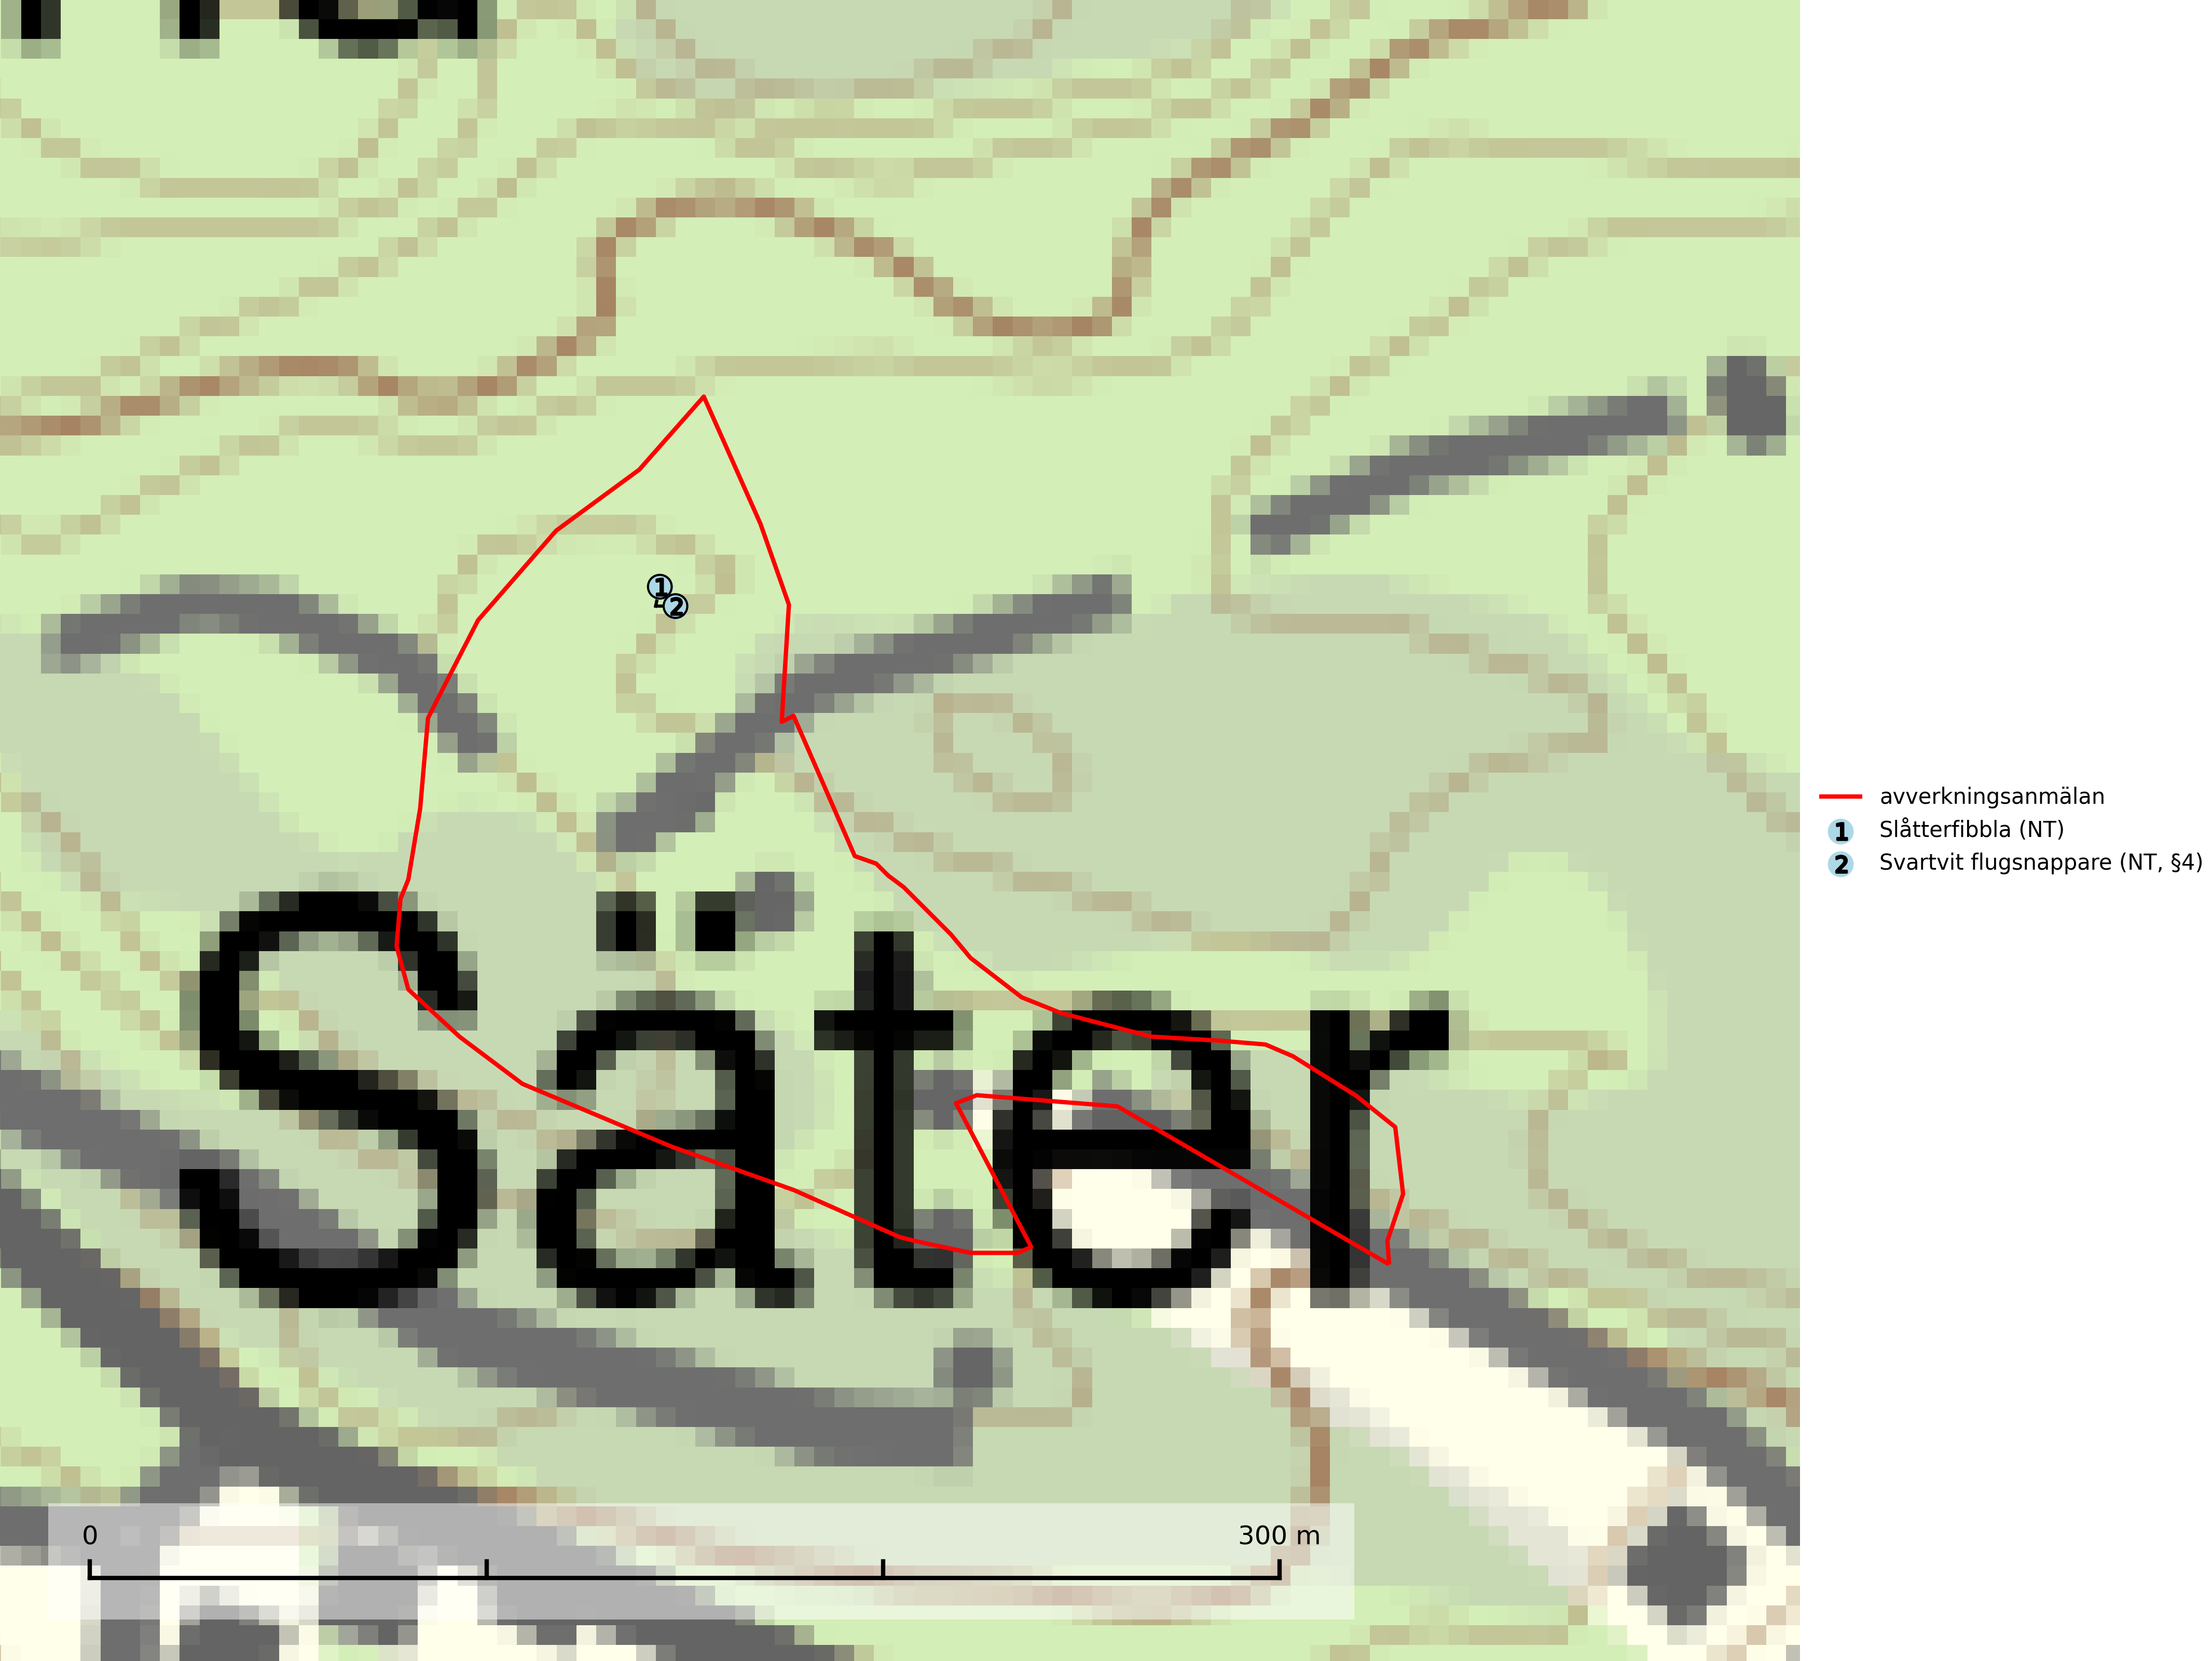 1
2
Säter
avverkningsanmälan
1 Slåtterfibbla (NT)
2 Svartvit flugsnappare (NT, §4)
0 300 m